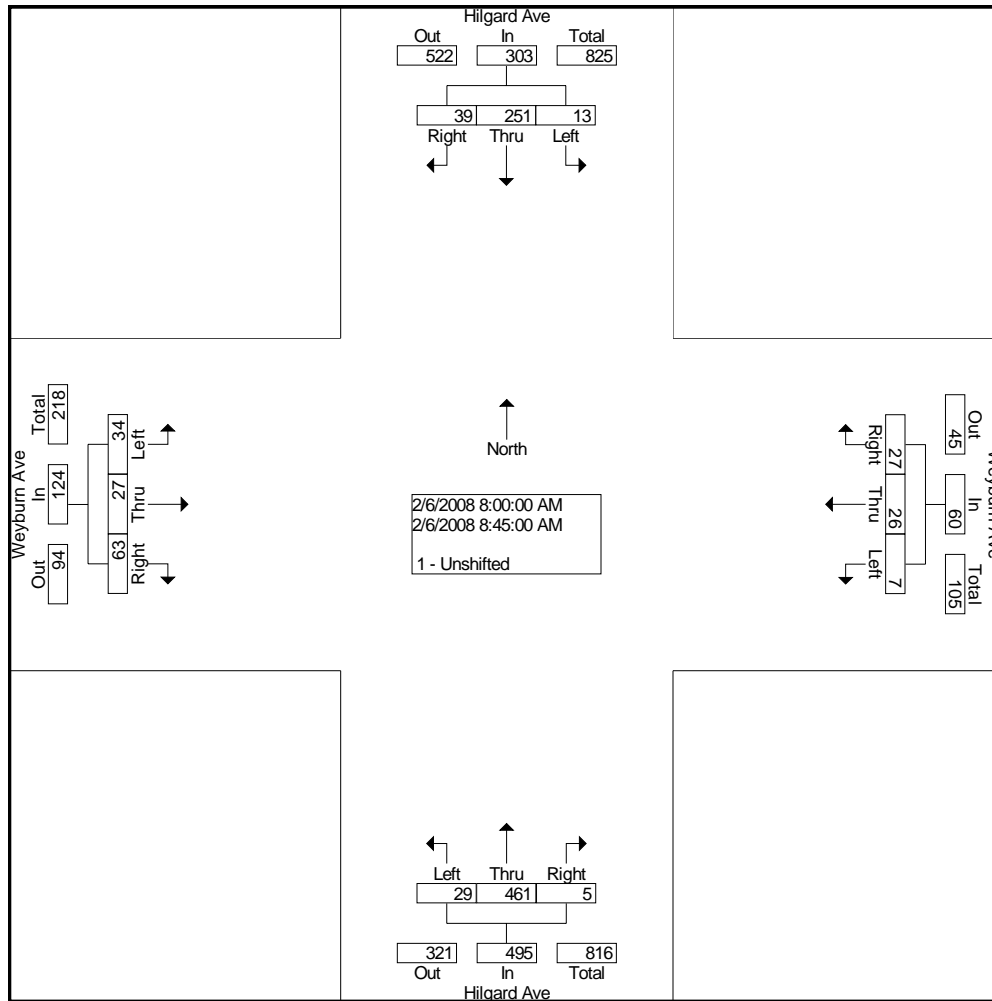 Hilgard Ave
Out In Total
522 303 825
39 251 13
Right Thru Left
Weyburn Ave
Total In Out
218 124 94
34 27 63
Left Thru Right
North
2/6/2008 8:00:00 AM
2/6/2008 8:45:00 AM
1 - Unshifted
Right Thru Left
27 26 7
Out In Total
45 60 105
Weyburn Ave
Left Thru Right
29 461 5
321 495 816
Out In Total
Hilgard Ave